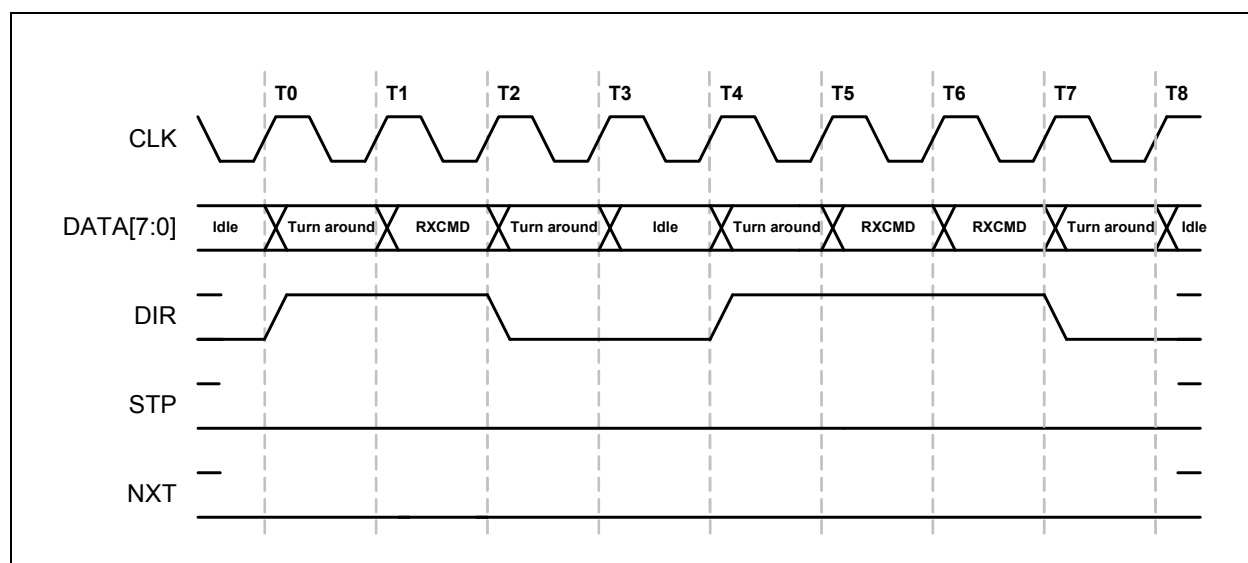 T0 T1 T2 T3 T4 T5 T6 T7 T8
CLK
DATA[7:0] Idle Turn around RXCMD Turn around Idle Turn around RXCMD RXCMD Turn around Idle
DIR
STP
NXT